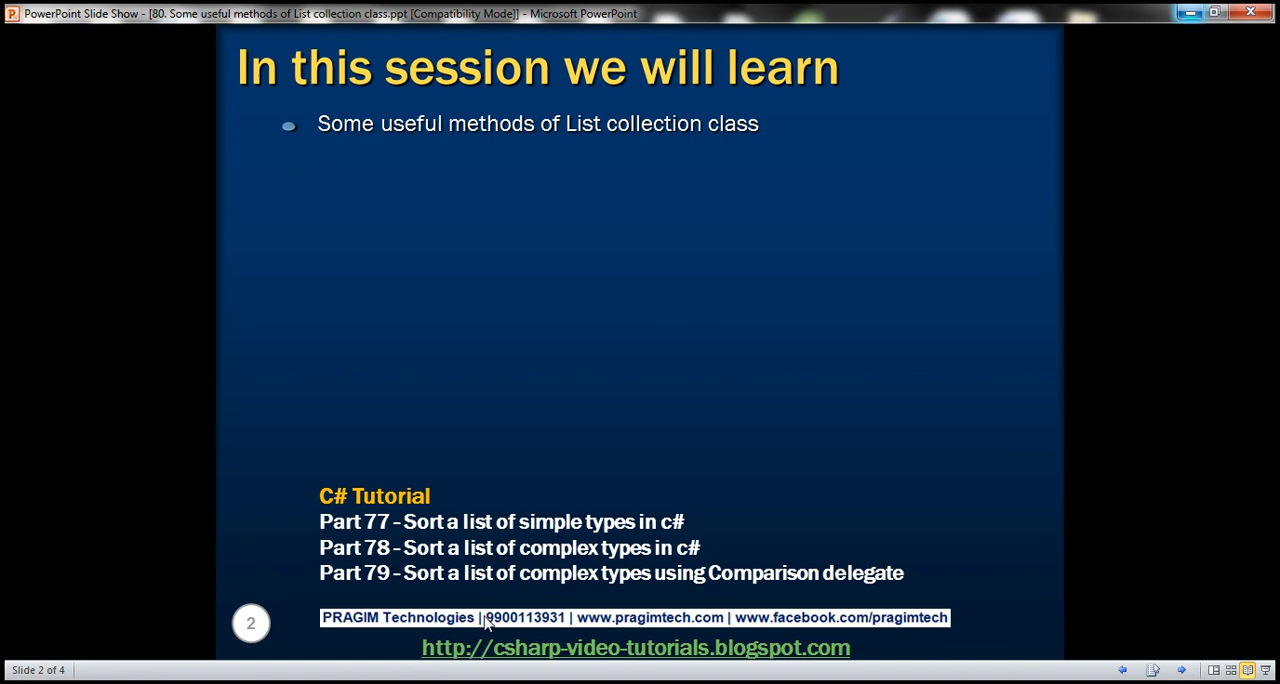 PowerPoint Slide Show - [80. Some useful methods of List collection class.ppt [Compatibility Mode]] - Microsoft PowerPoint
In this session we will learn
Some useful methods of List collection class
C# Tutorial
Part 77 - Sort a list of simple types in c#
Part 78 - Sort a list of complex types in c#
Part 79 - Sort a list of complex types using Comparison delegate
2
PRAGIM Technologies | 9900113931 | www.pragimtech.com | www.facebook.com/pragimtech
http://csharp-video-tutorials.blogspot.com
Slide 2 of 4